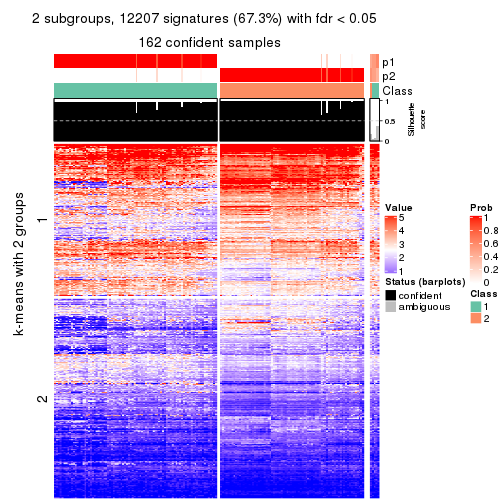 2 subgroups, 12207 signatures (67.3%) with fdr < 0.05
162 confident samples
p1
p2
Class
1
0.5
0
Silhouette
score
k-means with 2 groups
1
2
Value
5
4
3
2
1
Prob
1
0.8
0.6
0.4
0.2
0
Status (barplots)
confident
ambiguous
Class
1
2